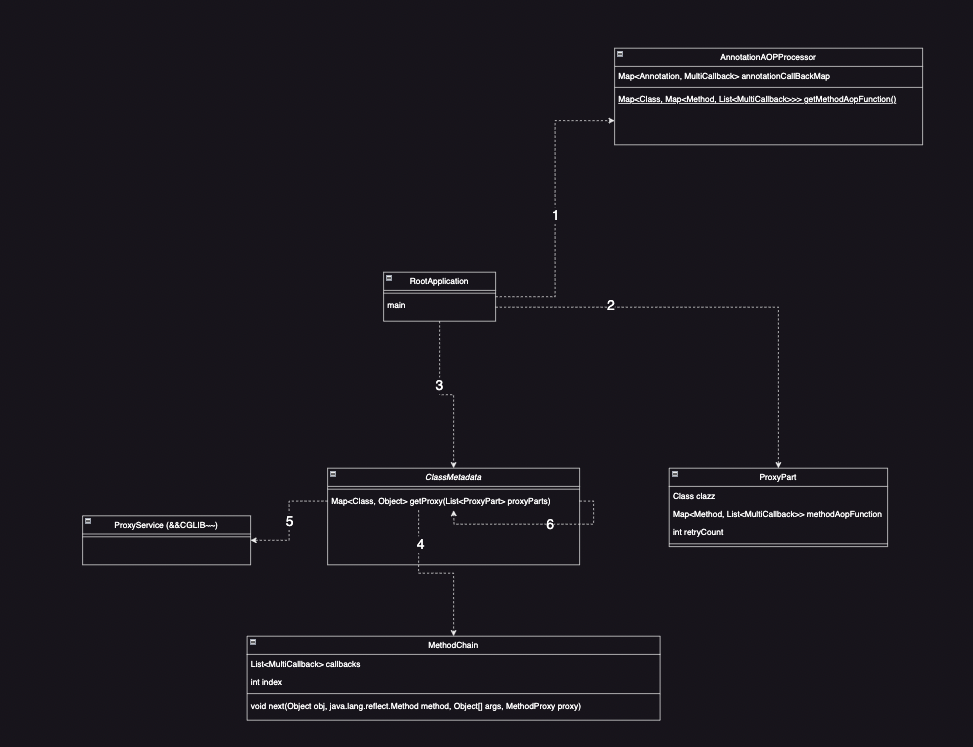 AnnotationAOPProcessor
Map<Annotation, MultiCallback> annotationCallBackMap
Map<Class, Map<Method, List<MultiCallback>>> getMethodAopFunction()
1
RootApplication
main
2
3
ClassMetadata
Map<Class, Object> getProxy(List<ProxyPart> proxyParts)
ProxyPart
Class clazz
Map<Method, List<MultiCallback>> methodAopFunction
int retryCount
ProxyService (&&CGLIB~~)
5
6
4
MethodChain
List<MultiCallback> callbacks
int index
void next(Object obj, java.lang.reflect.Method method, Object[] args, MethodProxy proxy)